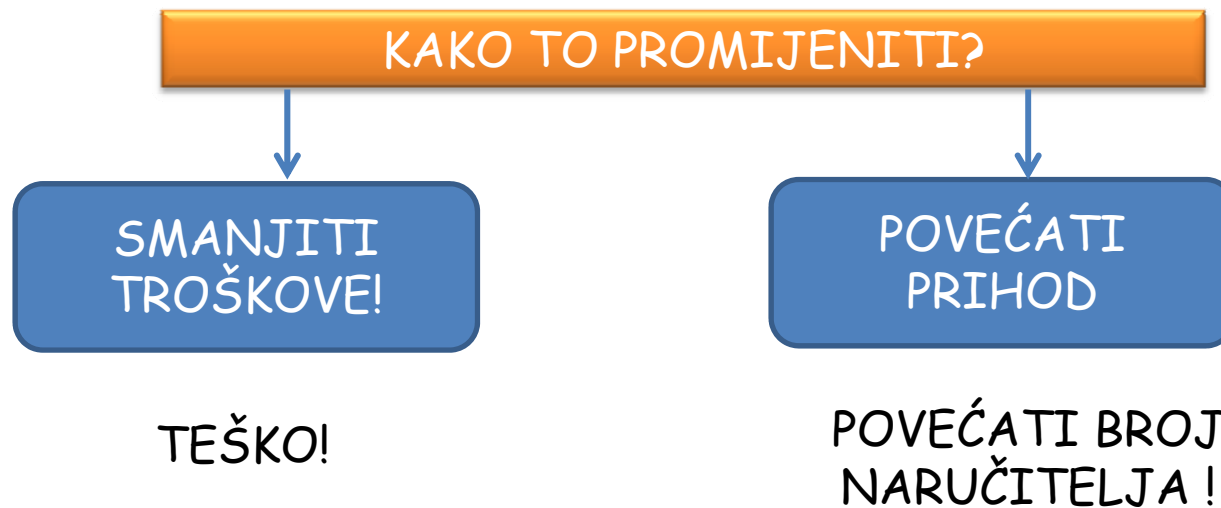 KAKO TO PROMIJENITI?
SMANJITI
TROŠKOVE!
TEŠKO!
POVEĆATI
PRIHOD
POVEĆATI BROJ
NARUČITELJA !